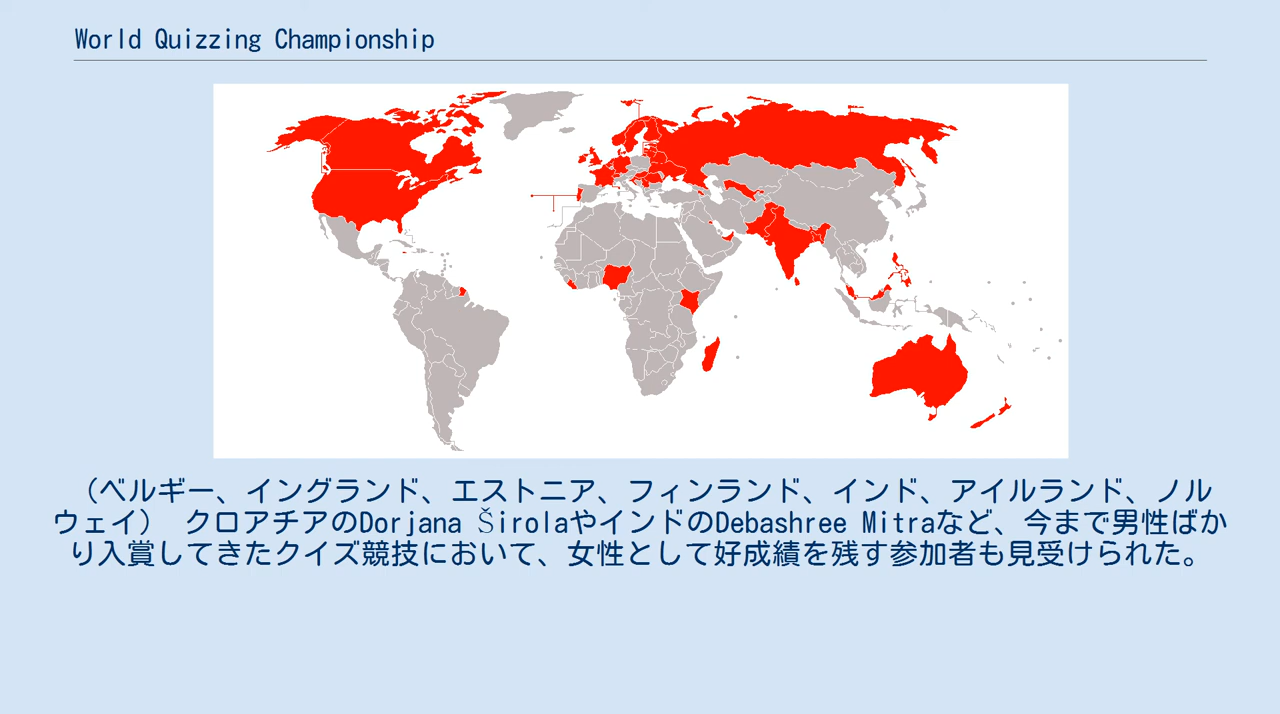 World Quizzing Championship
（ベルギー、イングランド、エストニア、フィンランド、インド、アイルランド、ノル
ウェイ） クロアチアのDorjana ŠirolaやインドのDebashree Mitraなど、今まで男性ばか
り入賞してきたクイズ競技において、女性として好成績を残す参加者も見受けられた。